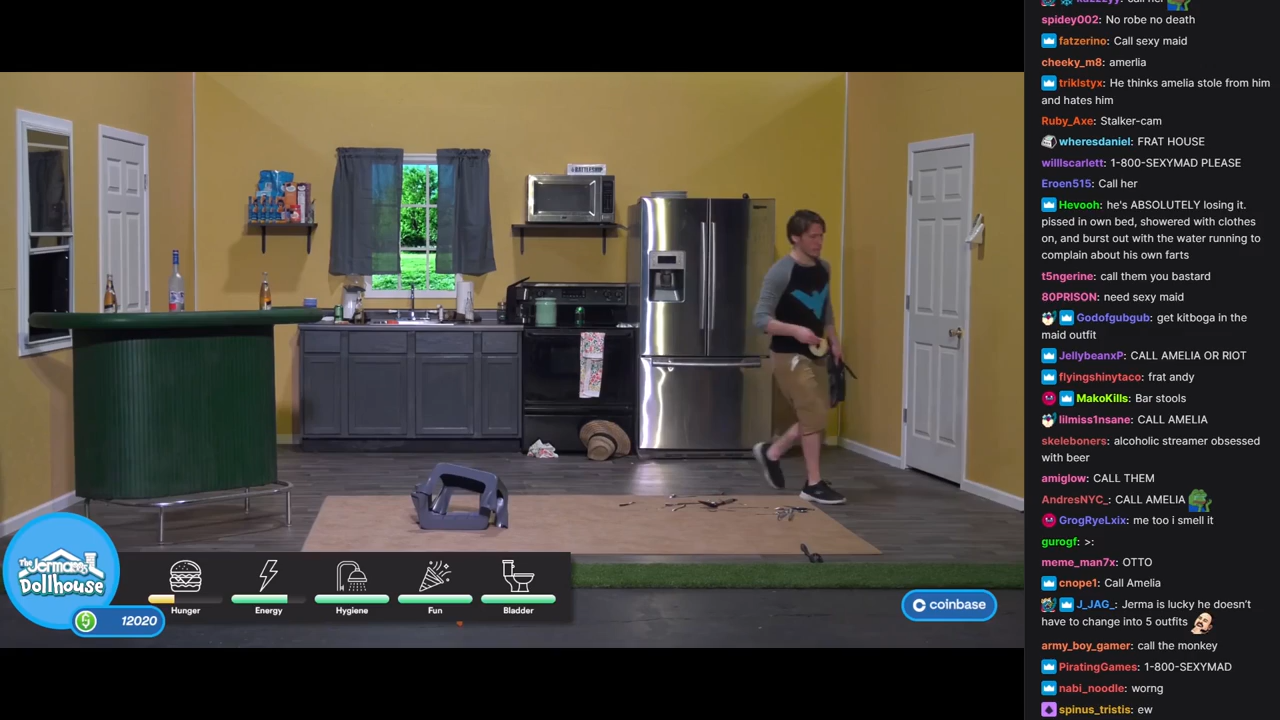 BATTLESHIP
The Jerma
Dollhouse
Hunger
Energy
Hygiene
Fun
Bladder
12020
coinbase
spidey002: No robe no death
fatzerino: Call sexy maid
cheeky_m8: amerlia
triklstyx: He thinks amelia stole from him
and hates him
Ruby_Axe: Stalker-cam
wheresdaniel: FRAT HOUSE
willlscarlett: 1-800-SEXYMAD PLEASE
Eroen515: Call her
Hevooh: he's ABSOLUTELY losing it.
pissed in own bed, showered with clothes
on, and burst out with the water running to
complain about his own farts
t5ngerine: call them you bastard
80PRISON: need sexy maid
Godofgubgub: get kitboga in the
maid outfit
JellybeanxP: CALL AMELIA OR RIOT
flyingshinytaco: frat andy
MakoKills: Bar stools
lilmiss1nsane: CALL AMELIA
skeleboners: alcoholic streamer obsessed
with beer
amiglow: CALL THEM
AndresNYC_: CALL AMELIA
GrogRyeLxix: me too i smell it
gurogf: >:
meme_man7x: OTTO
cnope1: Call Amelia
J_JAG_: Jerma is lucky he doesn't
have to change into 5 outfits
army_boy_gamer: call the monkey
PiratingGames: 1-800-SEXYMAD
nabi_noodle: worng
spinus_tristis: ew